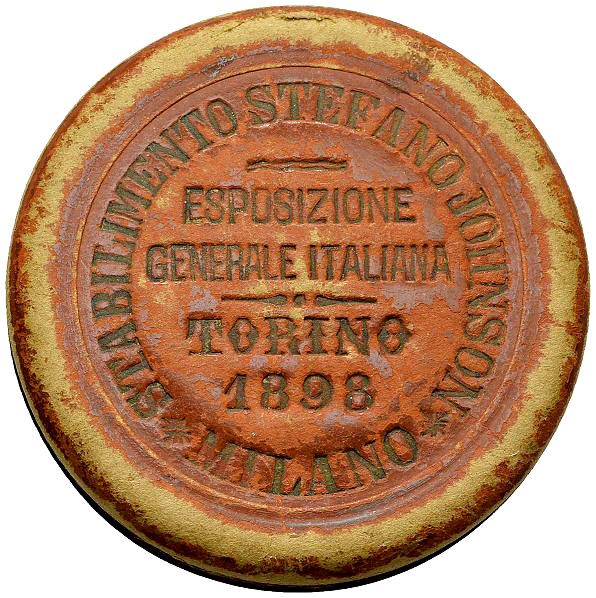 STABILIMENTO STEFANO JOHNSON
ESPOSIZIONE
GENERALE ITALIANA
TORINO
1898
* MILANO *